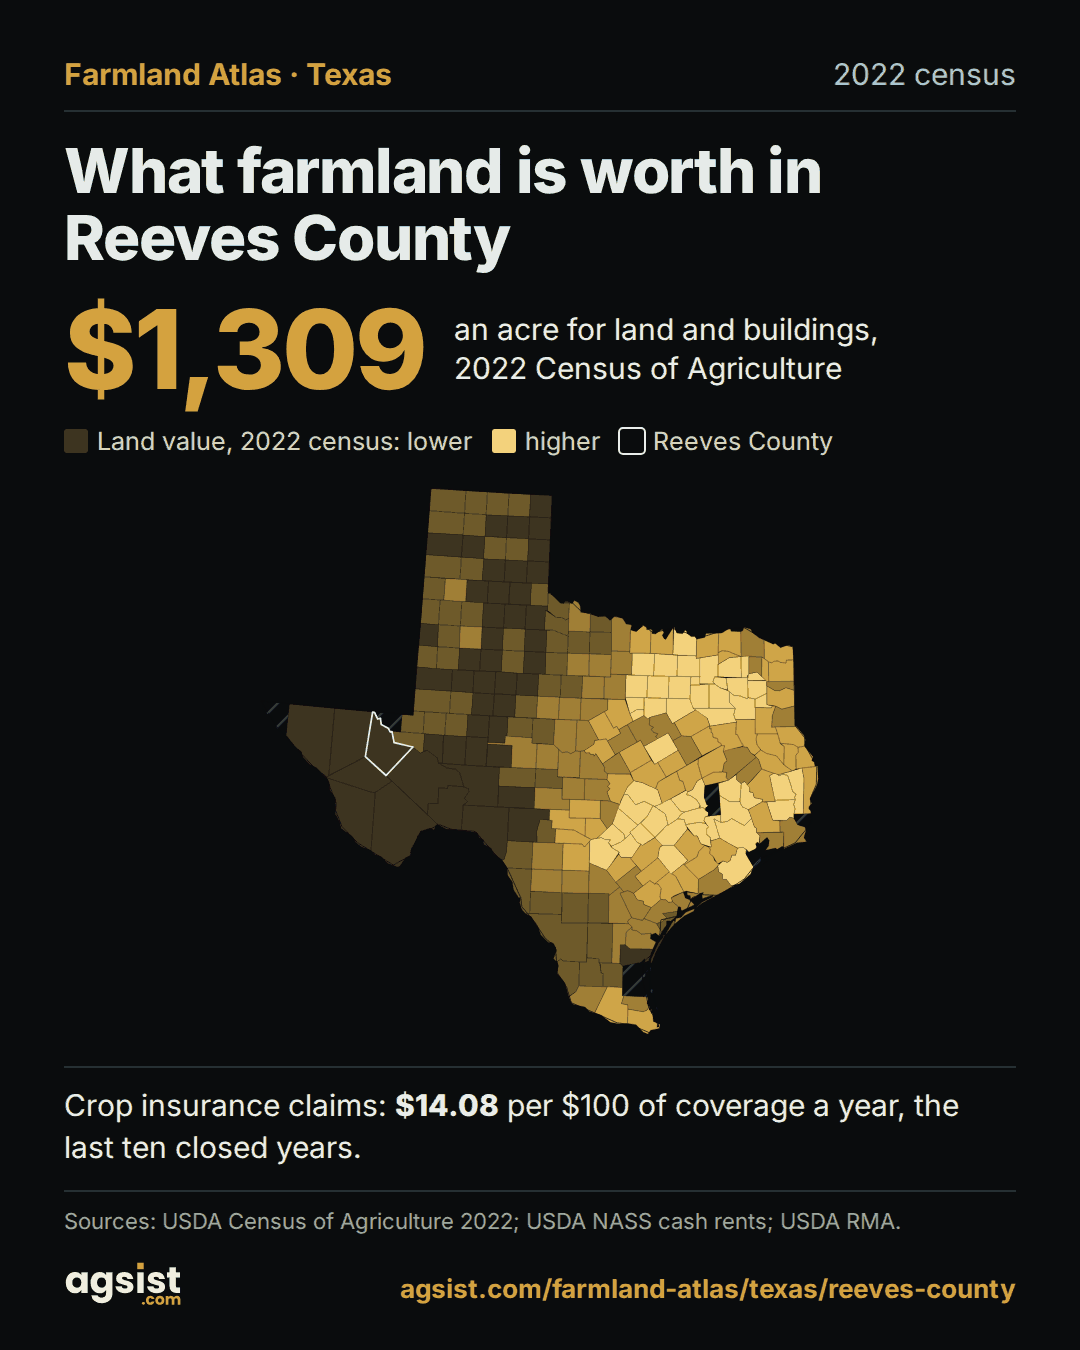 Farmland Atlas · Texas
2022 census
What farmland is worth in
Reeves County
$1,309
an acre for land and buildings,
2022 Census of Agriculture
Land value, 2022 census: lower
higher
Reeves County
Crop insurance claims: $14.08 per $100 of coverage a year, the
last ten closed years.
Sources: USDA Census of Agriculture 2022; USDA NASS cash rents; USDA RMA.
agsist
.com
agsist.com/farmland-atlas/texas/reeves-county